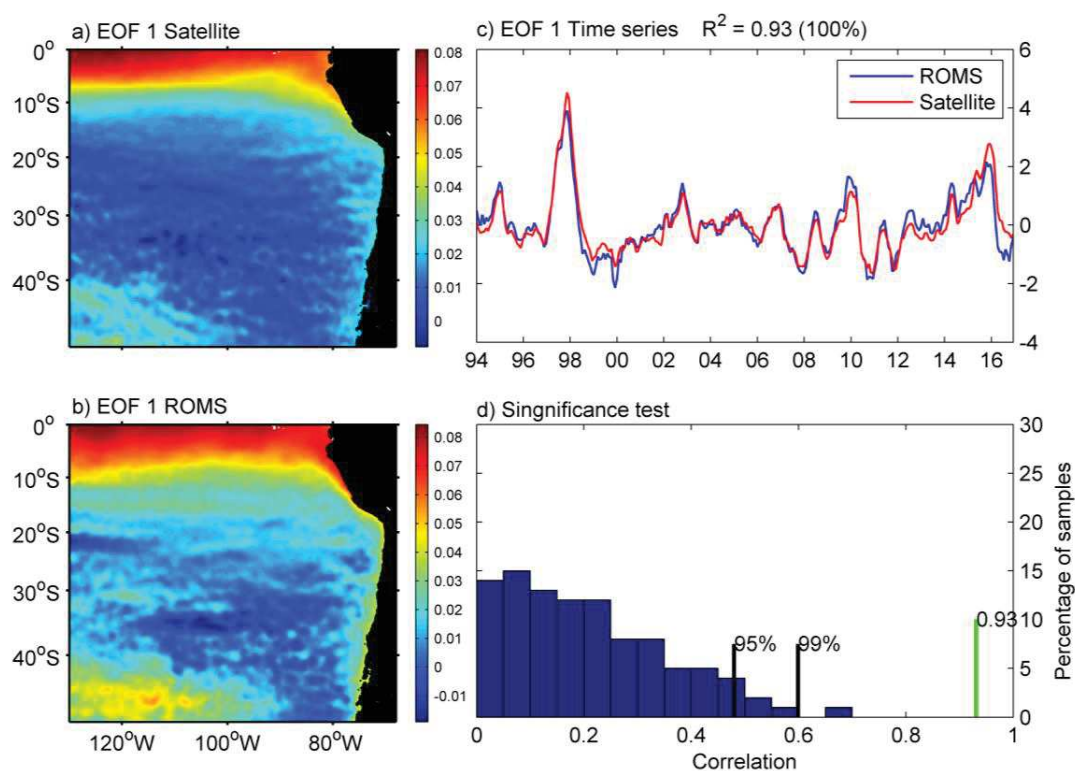 a) EOF 1 Satellite
0°
10°S
20°S
30°S
40°S
0.08
0.07
0.06
0.05
0.04
0.03
0.02
0.01
0
c) EOF 1 Time series R² = 0.93 (100%)
ROMS
Satellite
6
4
2
0
-2
-4
94 96 98 00 02 04 06 08 10 12 14 16
b) EOF 1 ROMS
0°
10°S
20°S
30°S
40°S
120°W 100°W 80°W
0.08
0.07
0.06
0.05
0.04
0.03
0.02
0.01
0
-0.01
d) Singnificance test
95%
99%
0.93
30
25
20
15
10
5
0
Percentage of samples
0 0.2 0.4 0.6 0.8 1
Correlation